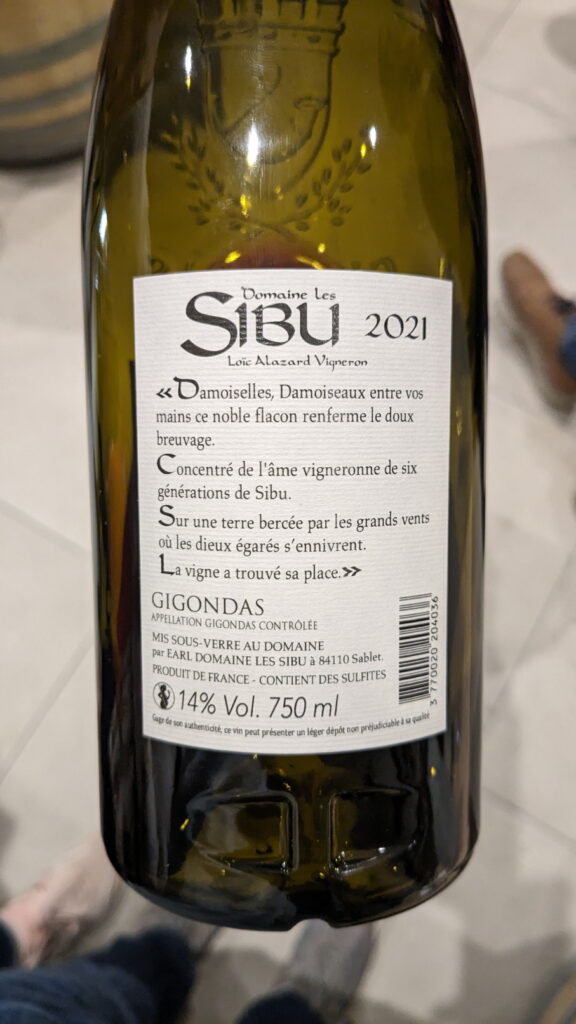 Domaine Les
SIBU 2021
Loïc Alazard Vigneron
«Damoiselles, Damoiseaux entre vos
mains ce noble flacon renferme le doux
breuvage.
Concentré de l'âme vigneronne de six
générations de Sibu.
Sur une terre bercée par les grands vents
où les dieux égarés s'ennivrent.
La vigne a trouvé sa place.»
GIGONDAS
APPELLATION GIGONDAS CONTRÔLÉE
MIS SOUS-VERRE AU DOMAINE
par EARL DOMAINE LES SIBU à 84110 Sablet.
PRODUIT DE FRANCE - CONTIENT DES SULFITES
14% Vol. 750 ml
Gage de son authenticité, ce vin peut présenter un léger dépôt non préjudiciable à sa qualité
3 770020 204036